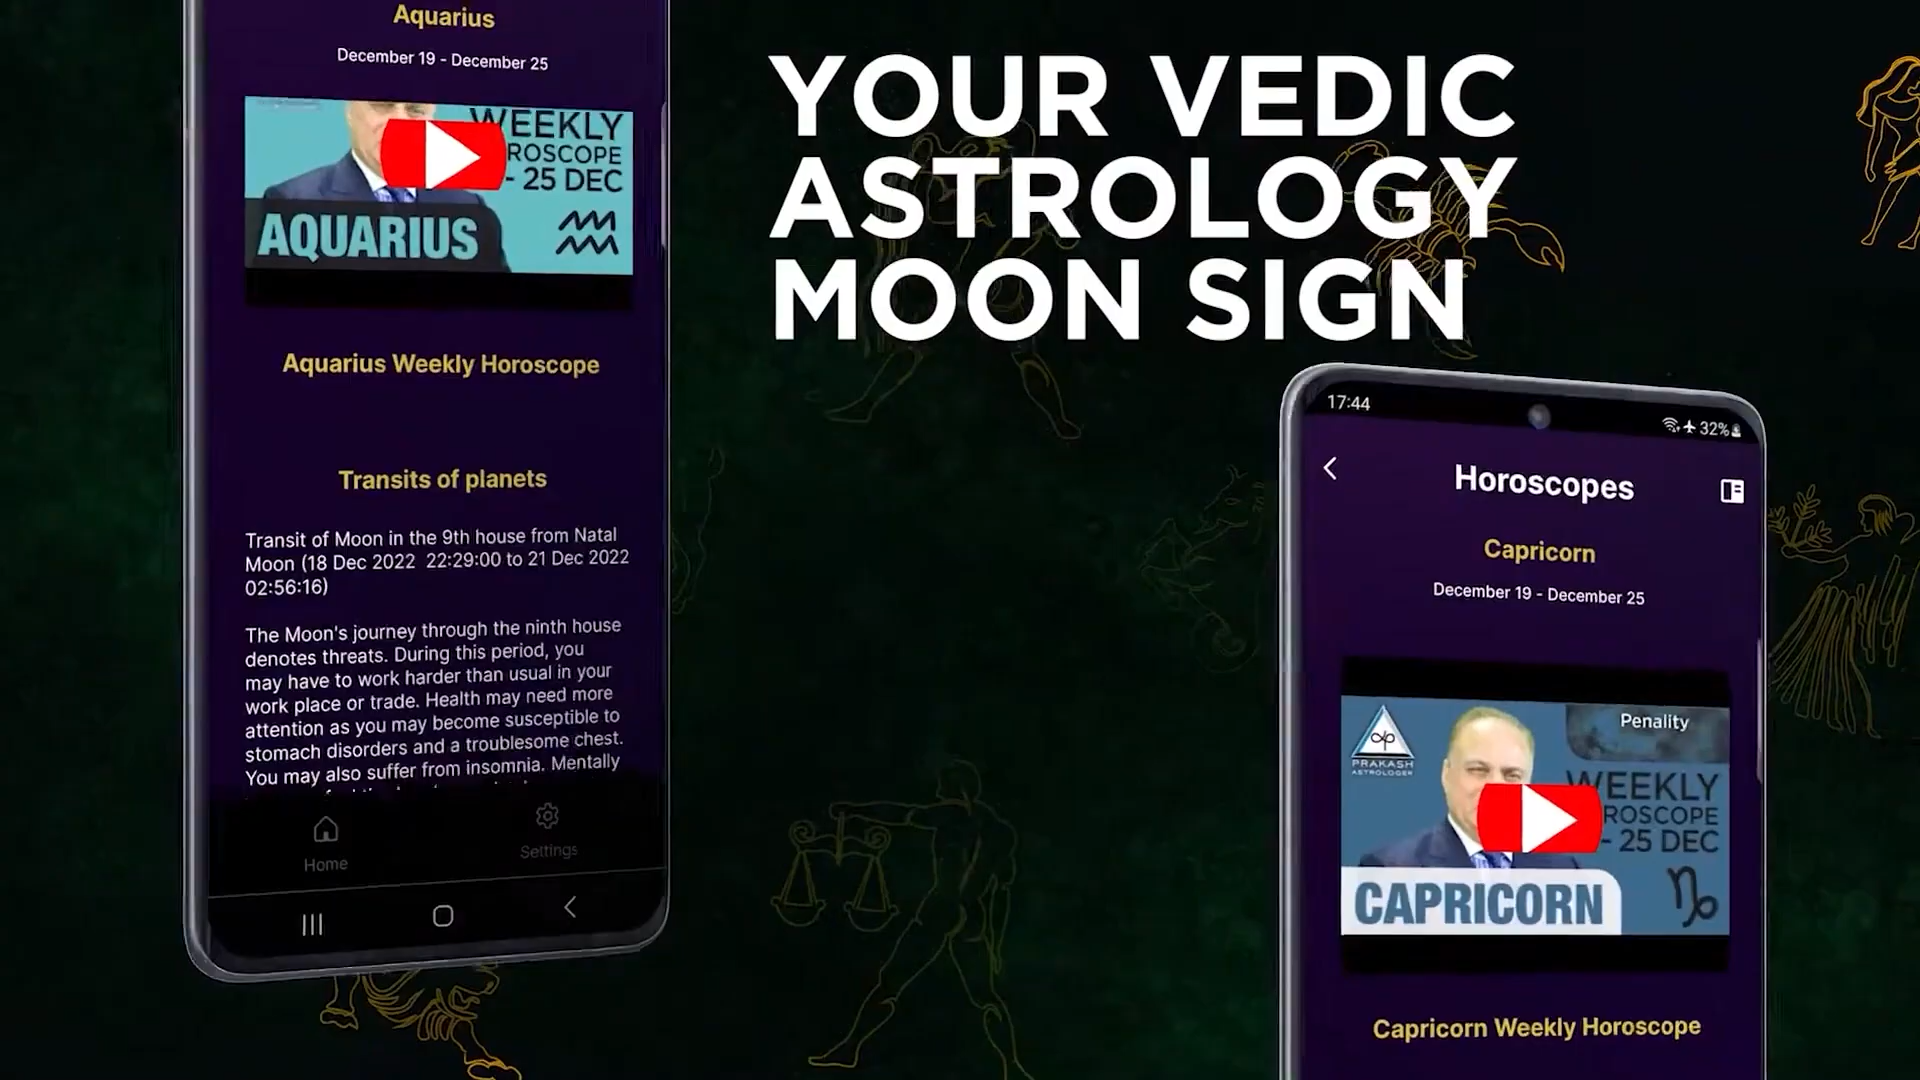 Aquarius
December 19 - December 25
WEEKLY
ROSCOPE
- 25 DEC
AQUARIUS
Aquarius Weekly Horoscope
Transits of planets
Transit of Moon in the 9th house from Natal
Moon (18 Dec 2022 22:29:00 to 21 Dec 2022
02:56:16)
The Moon's journey through the ninth house
denotes threats. During this period, you
may have to work harder than usual in your
work place or trade. Health may need more
attention as you may become susceptible to
stomach disorders and a troublesome chest.
You may also suffer from insomnia. Mentally
Home
Settings
YOUR VEDIC
ASTROLOGY
MOON SIGN
17:44
32%
Horoscopes
Capricorn
December 19 - December 25
PRAKASH
ASTROLOGER
Penality
WEEKLY
ROSCOPE
- 25 DEC
CAPRICORN
Capricorn Weekly Horoscope